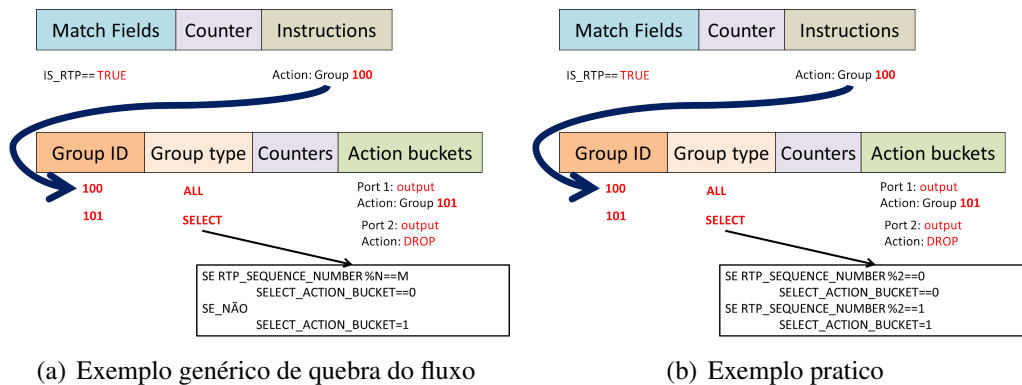 Match Fields Counter Instructions
IS_RTP== TRUE Action: Group 100
Group ID Group type Counters Action buckets
100 ALL Port 1: output
Action: Group 101
101 SELECT Port 2: output
Action: DROP
SE RTP_SEQUENCE_NUMBER %N==M
SELECT_ACTION_BUCKET==0
SE_NÃO
SELECT_ACTION_BUCKET=1
(a) Exemplo genérico de quebra do fluxo
Match Fields Counter Instructions
IS_RTP== TRUE Action: Group 100
Group ID Group type Counters Action buckets
100 ALL Port 1: output
Action: Group 101
101 SELECT Port 2: output
Action: DROP
SE RTP_SEQUENCE_NUMBER %2==0
SELECT_ACTION_BUCKET==0
SE RTP_SEQUENCE_NUMBER %2==1
SELECT_ACTION_BUCKET=1
(b) Exemplo pratico